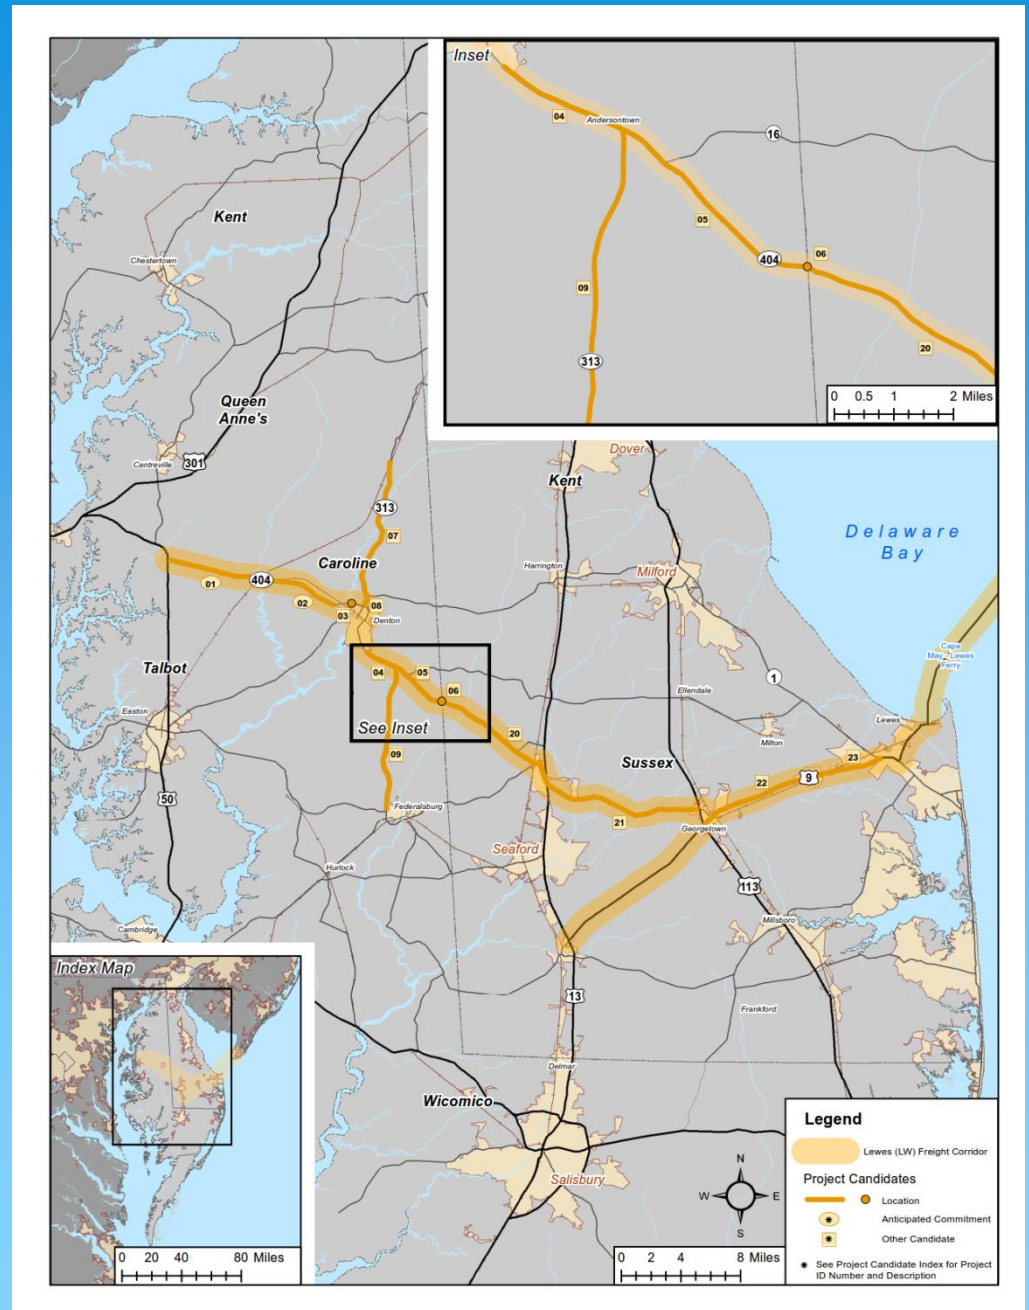 Inset
04
Andersontown
16
05
06
404
09
20
313
0 0.5 1 2 Miles
Kent
Chestertown
Queen
Anne's
Centreville
301
Dover
Kent
313
07
Delaware
Bay
Caroline
Harrington
Milford
01
404
02
03
08
Denton
Cape
May - Lewes
Ferry
Talbot
04
05
06
1
Ellendale
Easton
See Inset
20
Lewes
Milton
09
Sussex
23
22
9
50
Federalsburg
21
Georgetown
Seaford
Hurlock
113
Cambridge
Millsboro
Index Map
13
Frankford
Delmar
Wicomico
Salisbury
N
W
E
S
0 20 40 80 Miles
0 2 4 8 Miles
Legend
Lewes (LW) Freight Corridor
Project Candidates
Location
* Anticipated Commitment
* Other Candidate
* See Project Candidate Index for Project
ID Number and Description